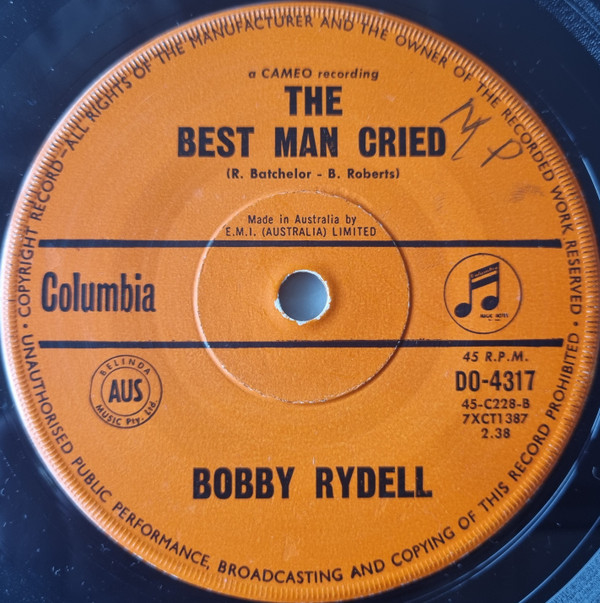 UNAUTHORISED PUBLIC PERFORMANCE, BROADCASTING AND COPYING OF THIS RECORD PROHIBITED • COPYRIGHT RECORD—ALL RIGHTS OF THE MANUFACTURER AND THE OWNER OF THE RECORDED WORK RESERVED •
a CAMEO recording
THE
BEST MAN CRIED
(R. Batchelor - B. Roberts)
MP
Made in Australia by
E.M.I. (AUSTRALIA) LIMITED
Columbia
45 R.P.M.
DO-4317
45-C228-B
7XCT1387
2.38
BELINDA
AUS
MUSIC Pty. PTY
BOBBY RYDELL